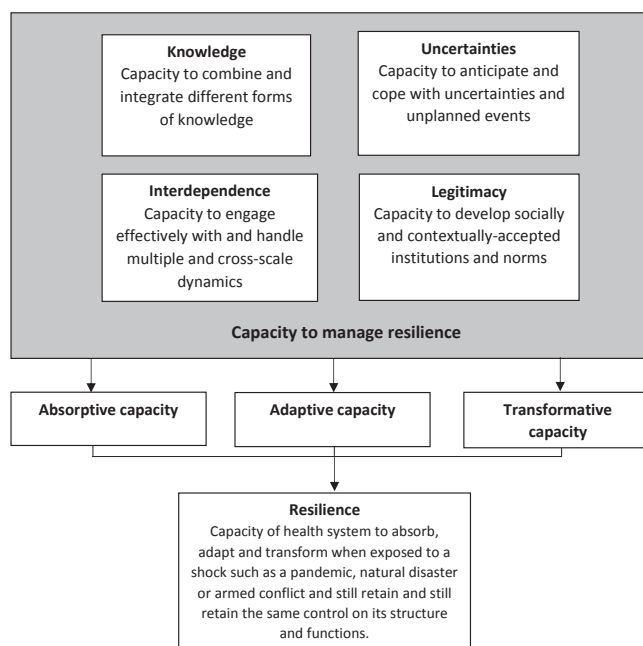 Knowledge
Capacity to combine and
integrate different forms
of knowledge
Uncertainties
Capacity to anticipate and
cope with uncertainties and
unplanned events
Interdependence
Capacity to engage
effectively with and handle
multiple and cross-scale
dynamics
Legitimacy
Capacity to develop socially
and contextually-accepted
institutions and norms
Capacity to manage resilience
Absorptive capacity
Adaptive capacity
Transformative
capacity
Resilience
Capacity of health system to absorb,
adapt and transform when exposed to a
shock such as a pandemic, natural disaster
or armed conflict and still retain and still
retain the same control on its structure
and functions.